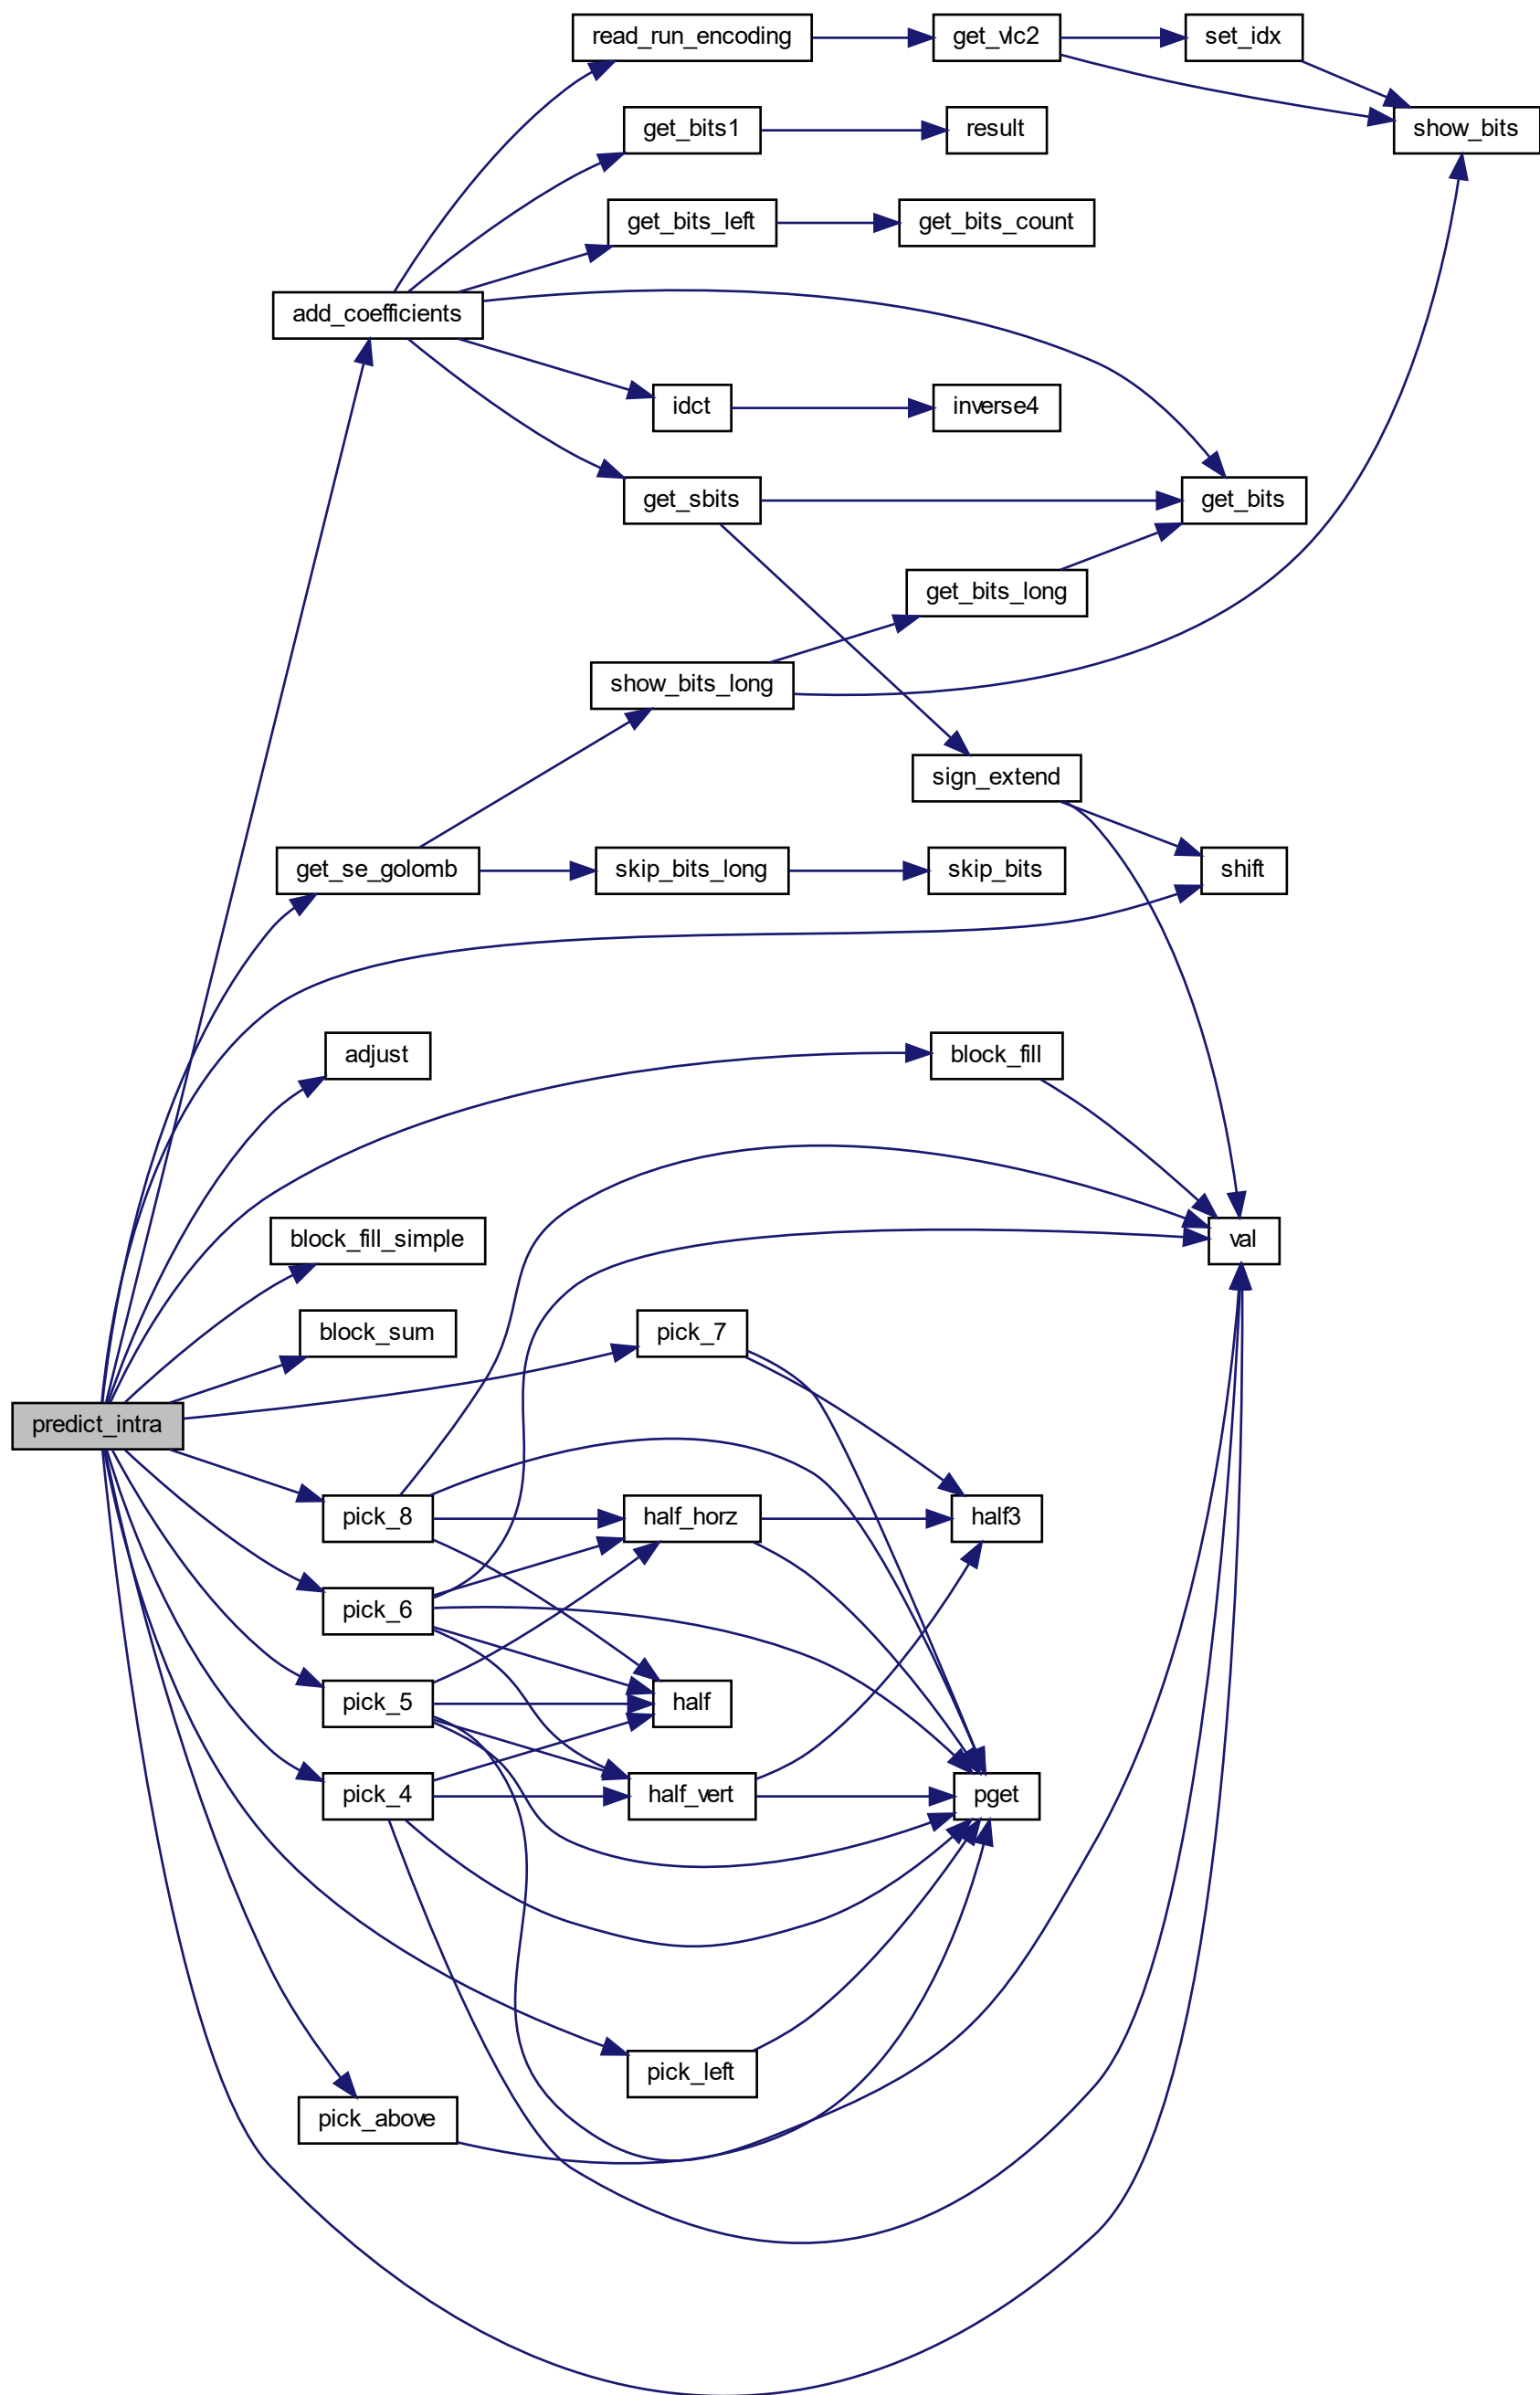 read_run_encoding
get_vlc2
set_idx
get_bits1
result
show_bits
get_bits_left
get_bits_count
add_coefficients
idct
inverse4
get_sbits
get_bits
get_bits_long
show_bits_long
sign_extend
get_se_golomb
skip_bits_long
skip_bits
shift
adjust
block_fill
block_fill_simple
val
block_sum
pick_7
predict_intra
pick_8
half_horz
half3
pick_6
pick_5
half
pick_4
half_vert
pget
pick_left
pick_above